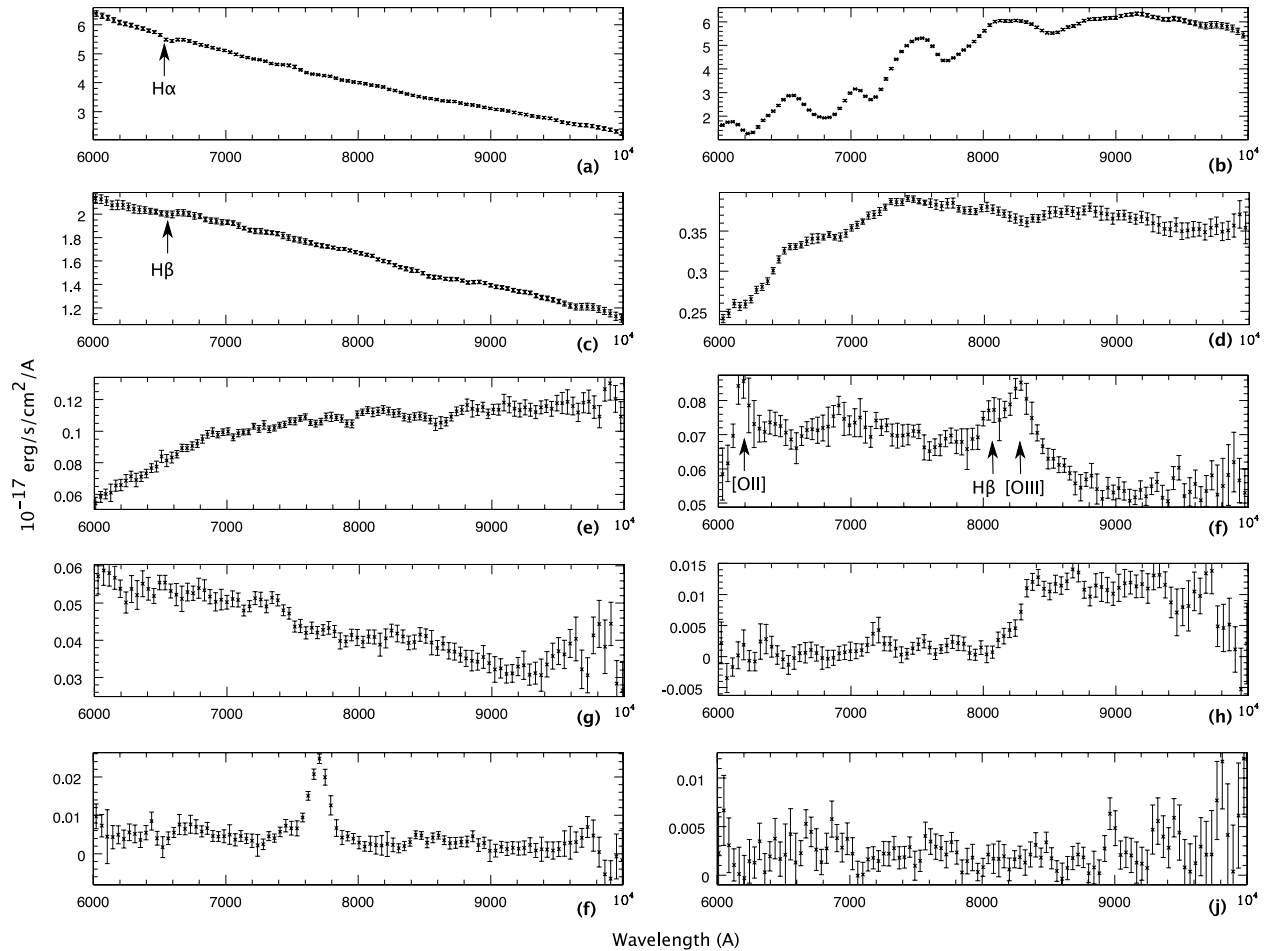 6
5
4
3
Hα
6000 7000 8000 9000 10⁴
(a)
6
5
4
3
2
6000 7000 8000 9000 10⁴
(b)
2
1.8
1.6
1.4
1.2
Hβ
6000 7000 8000 9000 10⁴
(c)
0.35
0.3
0.25
6000 7000 8000 9000 10⁴
(d)
0.12
0.1
0.08
0.06
6000 7000 8000 9000 10⁴
(e)
0.08
0.07
0.06
0.05
[OII] Hβ [OIII]
6000 7000 8000 9000 10⁴
(f)
10⁻¹⁷ erg/s/cm²/A
0.06
0.05
0.04
0.03
6000 7000 8000 9000 10⁴
(g)
0.015
0.01
0.005
0
-0.005
6000 7000 8000 9000 10⁴
(h)
0.02
0.01
0
6000 7000 8000 9000 10⁴
(f)
0.01
0.005
0
6000 7000 8000 9000 10⁴
(j)
Wavelength (A)